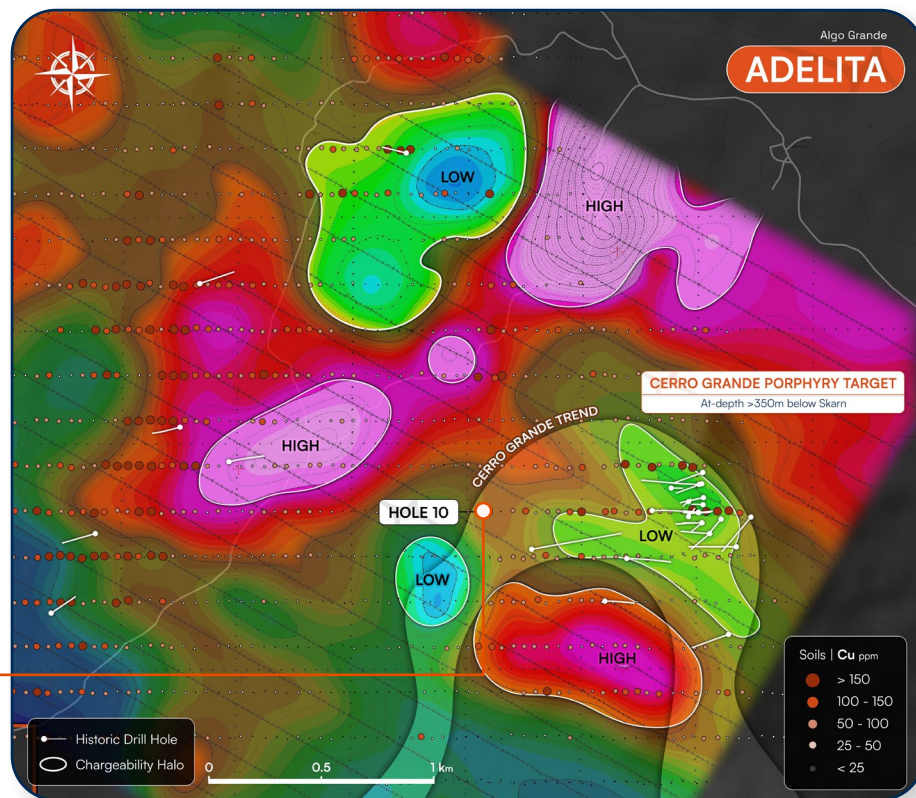 Algo Grande
ADELITA
LOW
HIGH
CERRO GRANDE PORPHYRY TARGET
At-depth >350m below Skarn
CERRO GRANDE TREND
HIGH
HOLE 10
LOW
LOW
HIGH
Soils | Cu ppm
> 150
100 - 150
50 - 100
25 - 50
< 25
Historic Drill Hole
Chargeability Halo
0
0.5
1 km